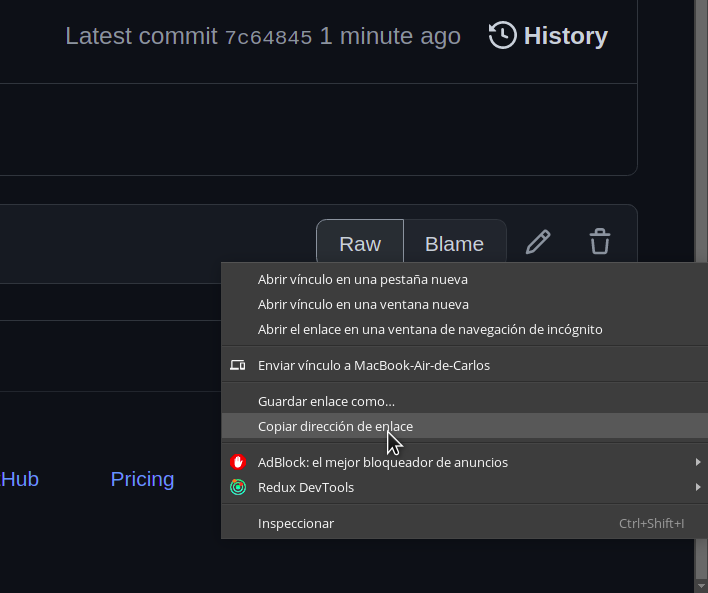 Latest commit 7c64845 1 minute ago History
Raw Blame
Abrir vínculo en una pestaña nueva
Abrir vínculo en una ventana nueva
Abrir el enlace en una ventana de navegación de incógnito
Enviar vínculo a MacBook-Air-de-Carlos
Guardar enlace como...
Copiar dirección de enlace
AdBlock: el mejor bloqueador de anuncios
tHub Pricing
Redux DevTools
Inspeccionar Ctrl+Shift+I